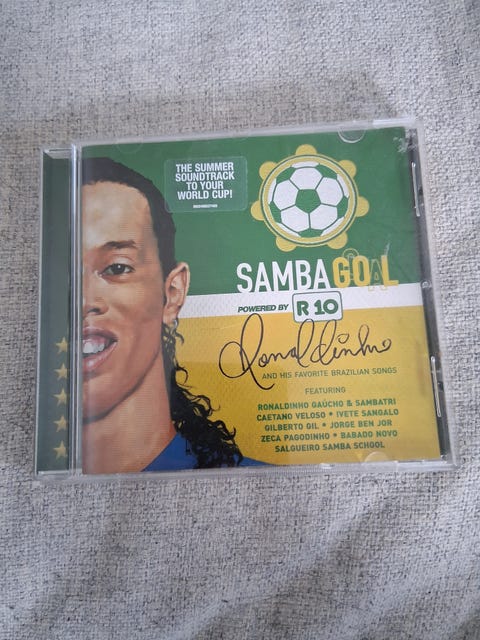 THE SUMMER
SOUNDTRACK
TO YOUR
WORLD CUP!
SAMBAGOAL
POWERED BY R 10
Ronaldinho
AND HIS FAVORITE BRAZILIAN SONGS
FEATURING
RONALDINHO GAÚCHO & SAMBATRI
CAETANO VELOSO • IVETE SANGALO
GILBERTO GIL • JORGE BEN JOR
ZECA PAGODINHO • BABADO NOVO
SALGUEIRO SAMBA SCHOOL